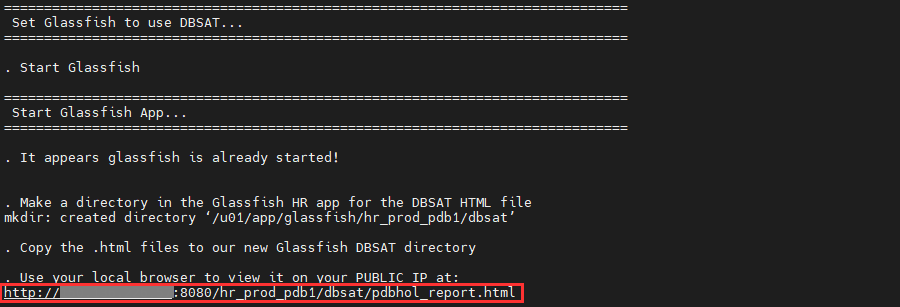 ===========================================================================
Set Glassfish to use DBSAT...
===========================================================================
. Start Glassfish
===========================================================================
Start Glassfish App...
===========================================================================
. It appears glassfish is already started!
. Make a directory in the Glassfish HR app for the DBSAT HTML file
mkdir: created directory ‘/u01/app/glassfish/hr_prod_pdb1/dbsat’
. Copy the .html files to our new Glassfish DBSAT directory
. Use your local browser to view it on your PUBLIC IP at:
http:// :8080/hr_prod_pdb1/dbsat/pdbhol_report.html